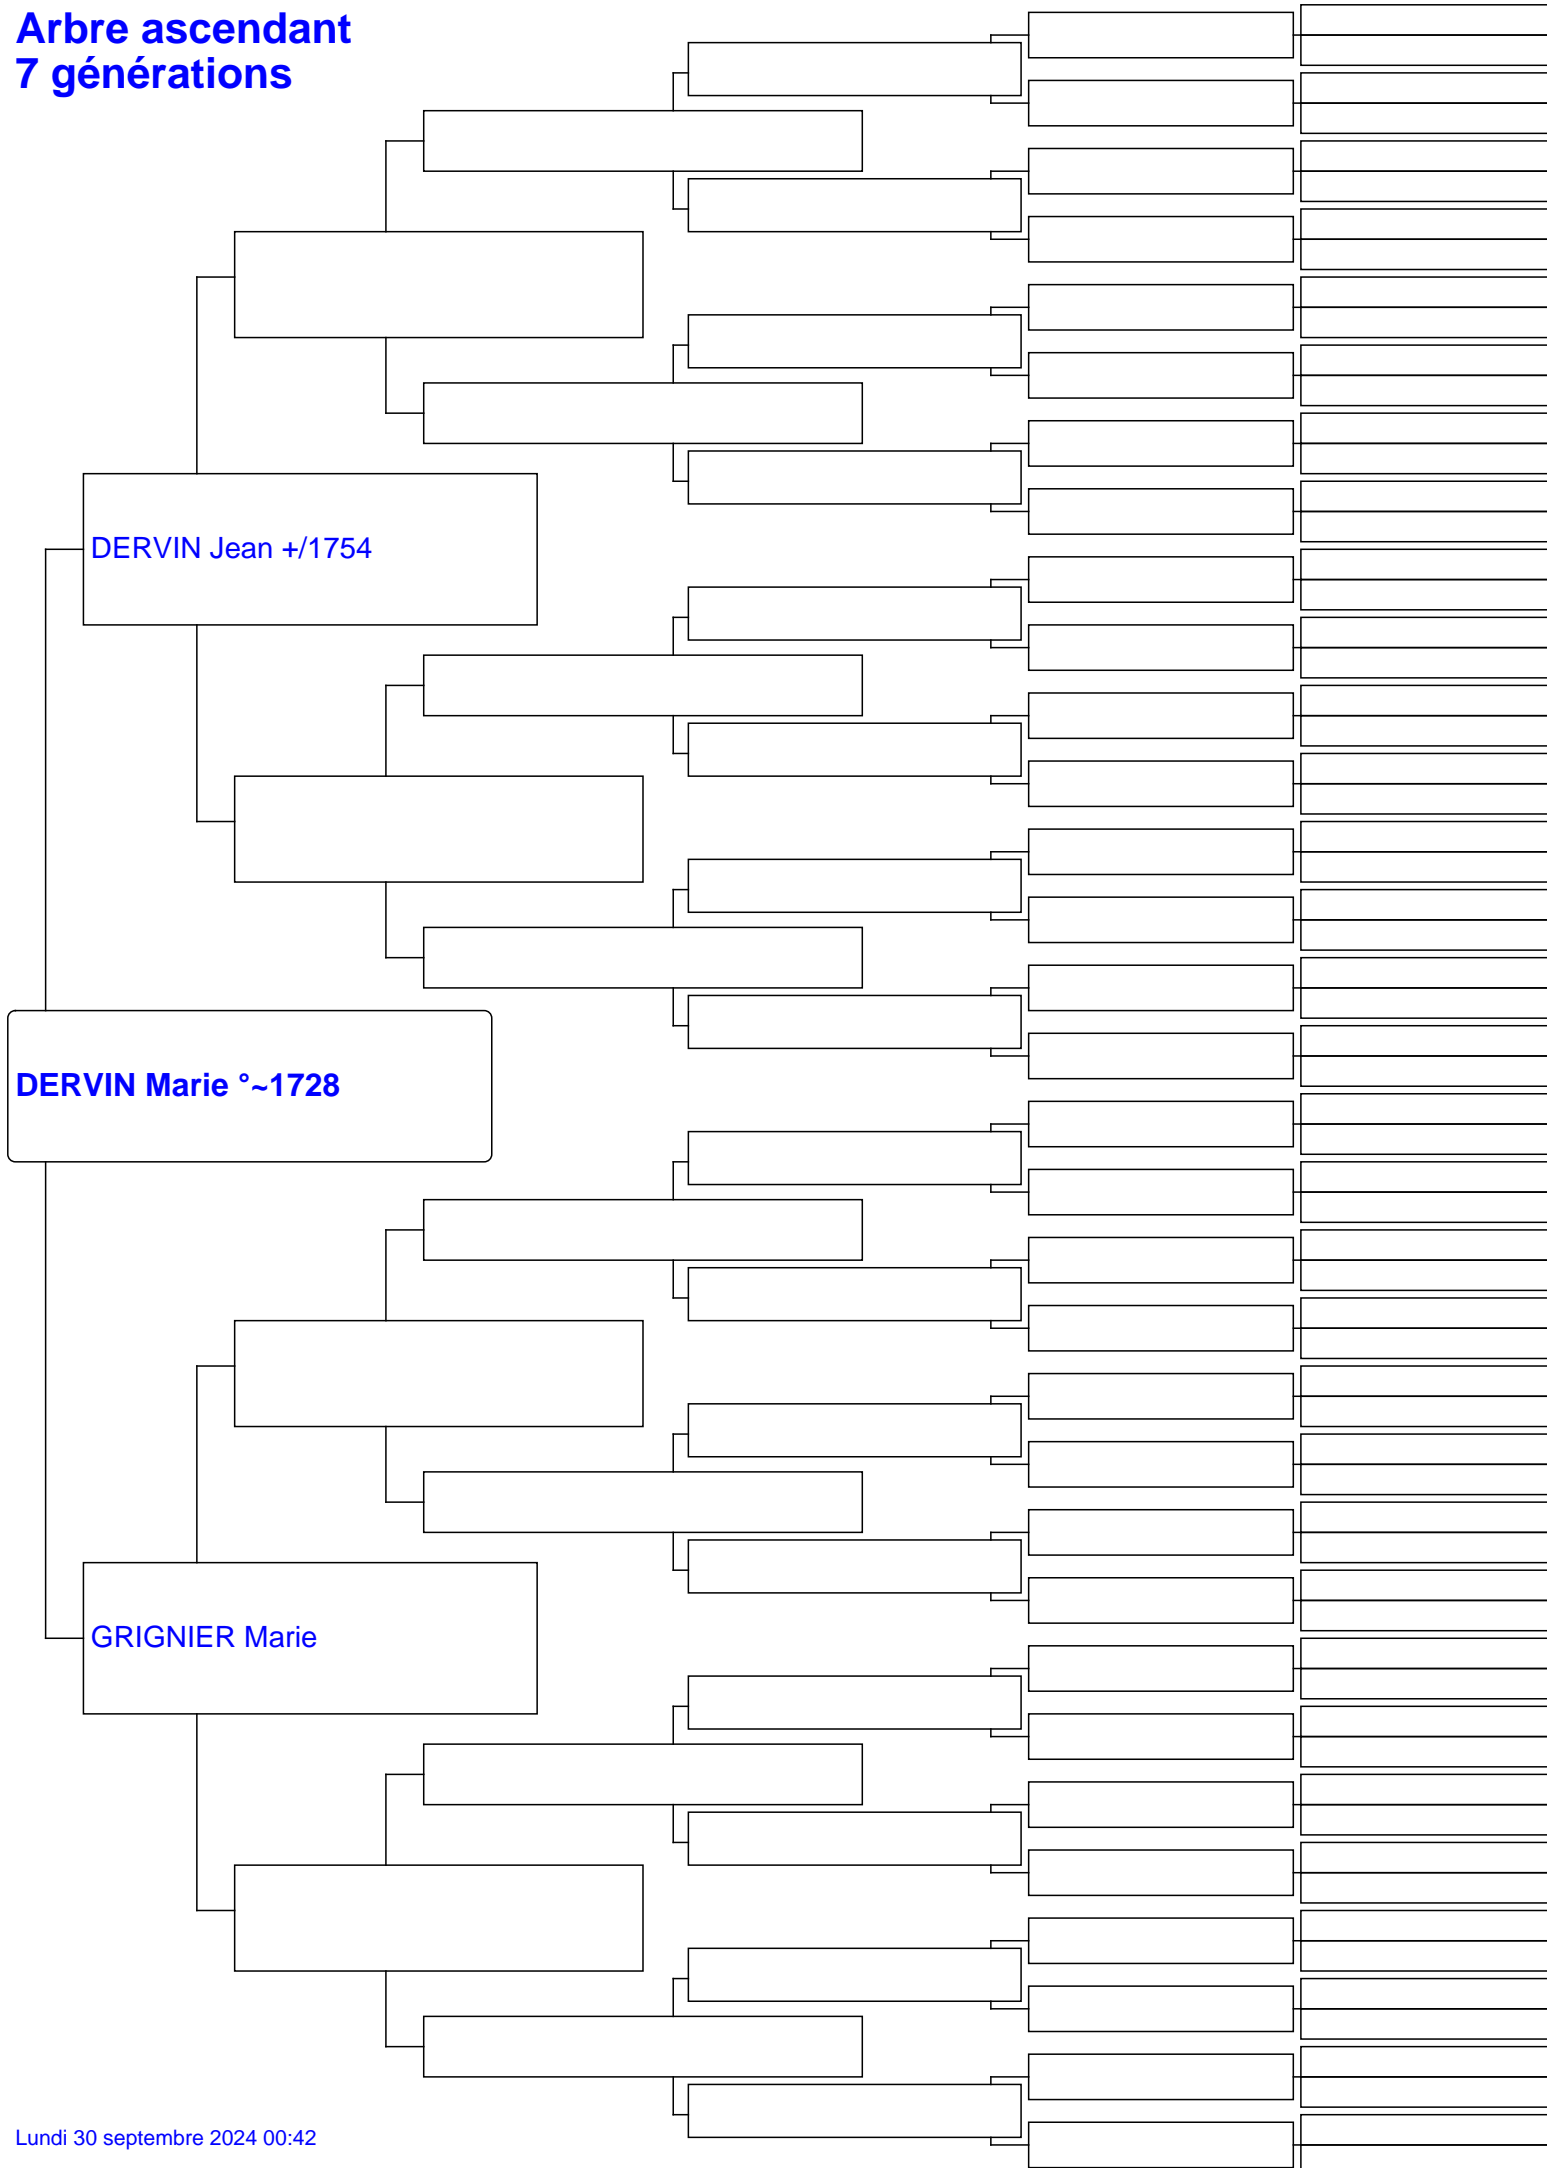 Arbre ascendant
7 générations
DERVIN Jean +/1754
DERVIN Marie °~1728
GRIGNIER Marie
Lundi 30 septembre 2024 00:42